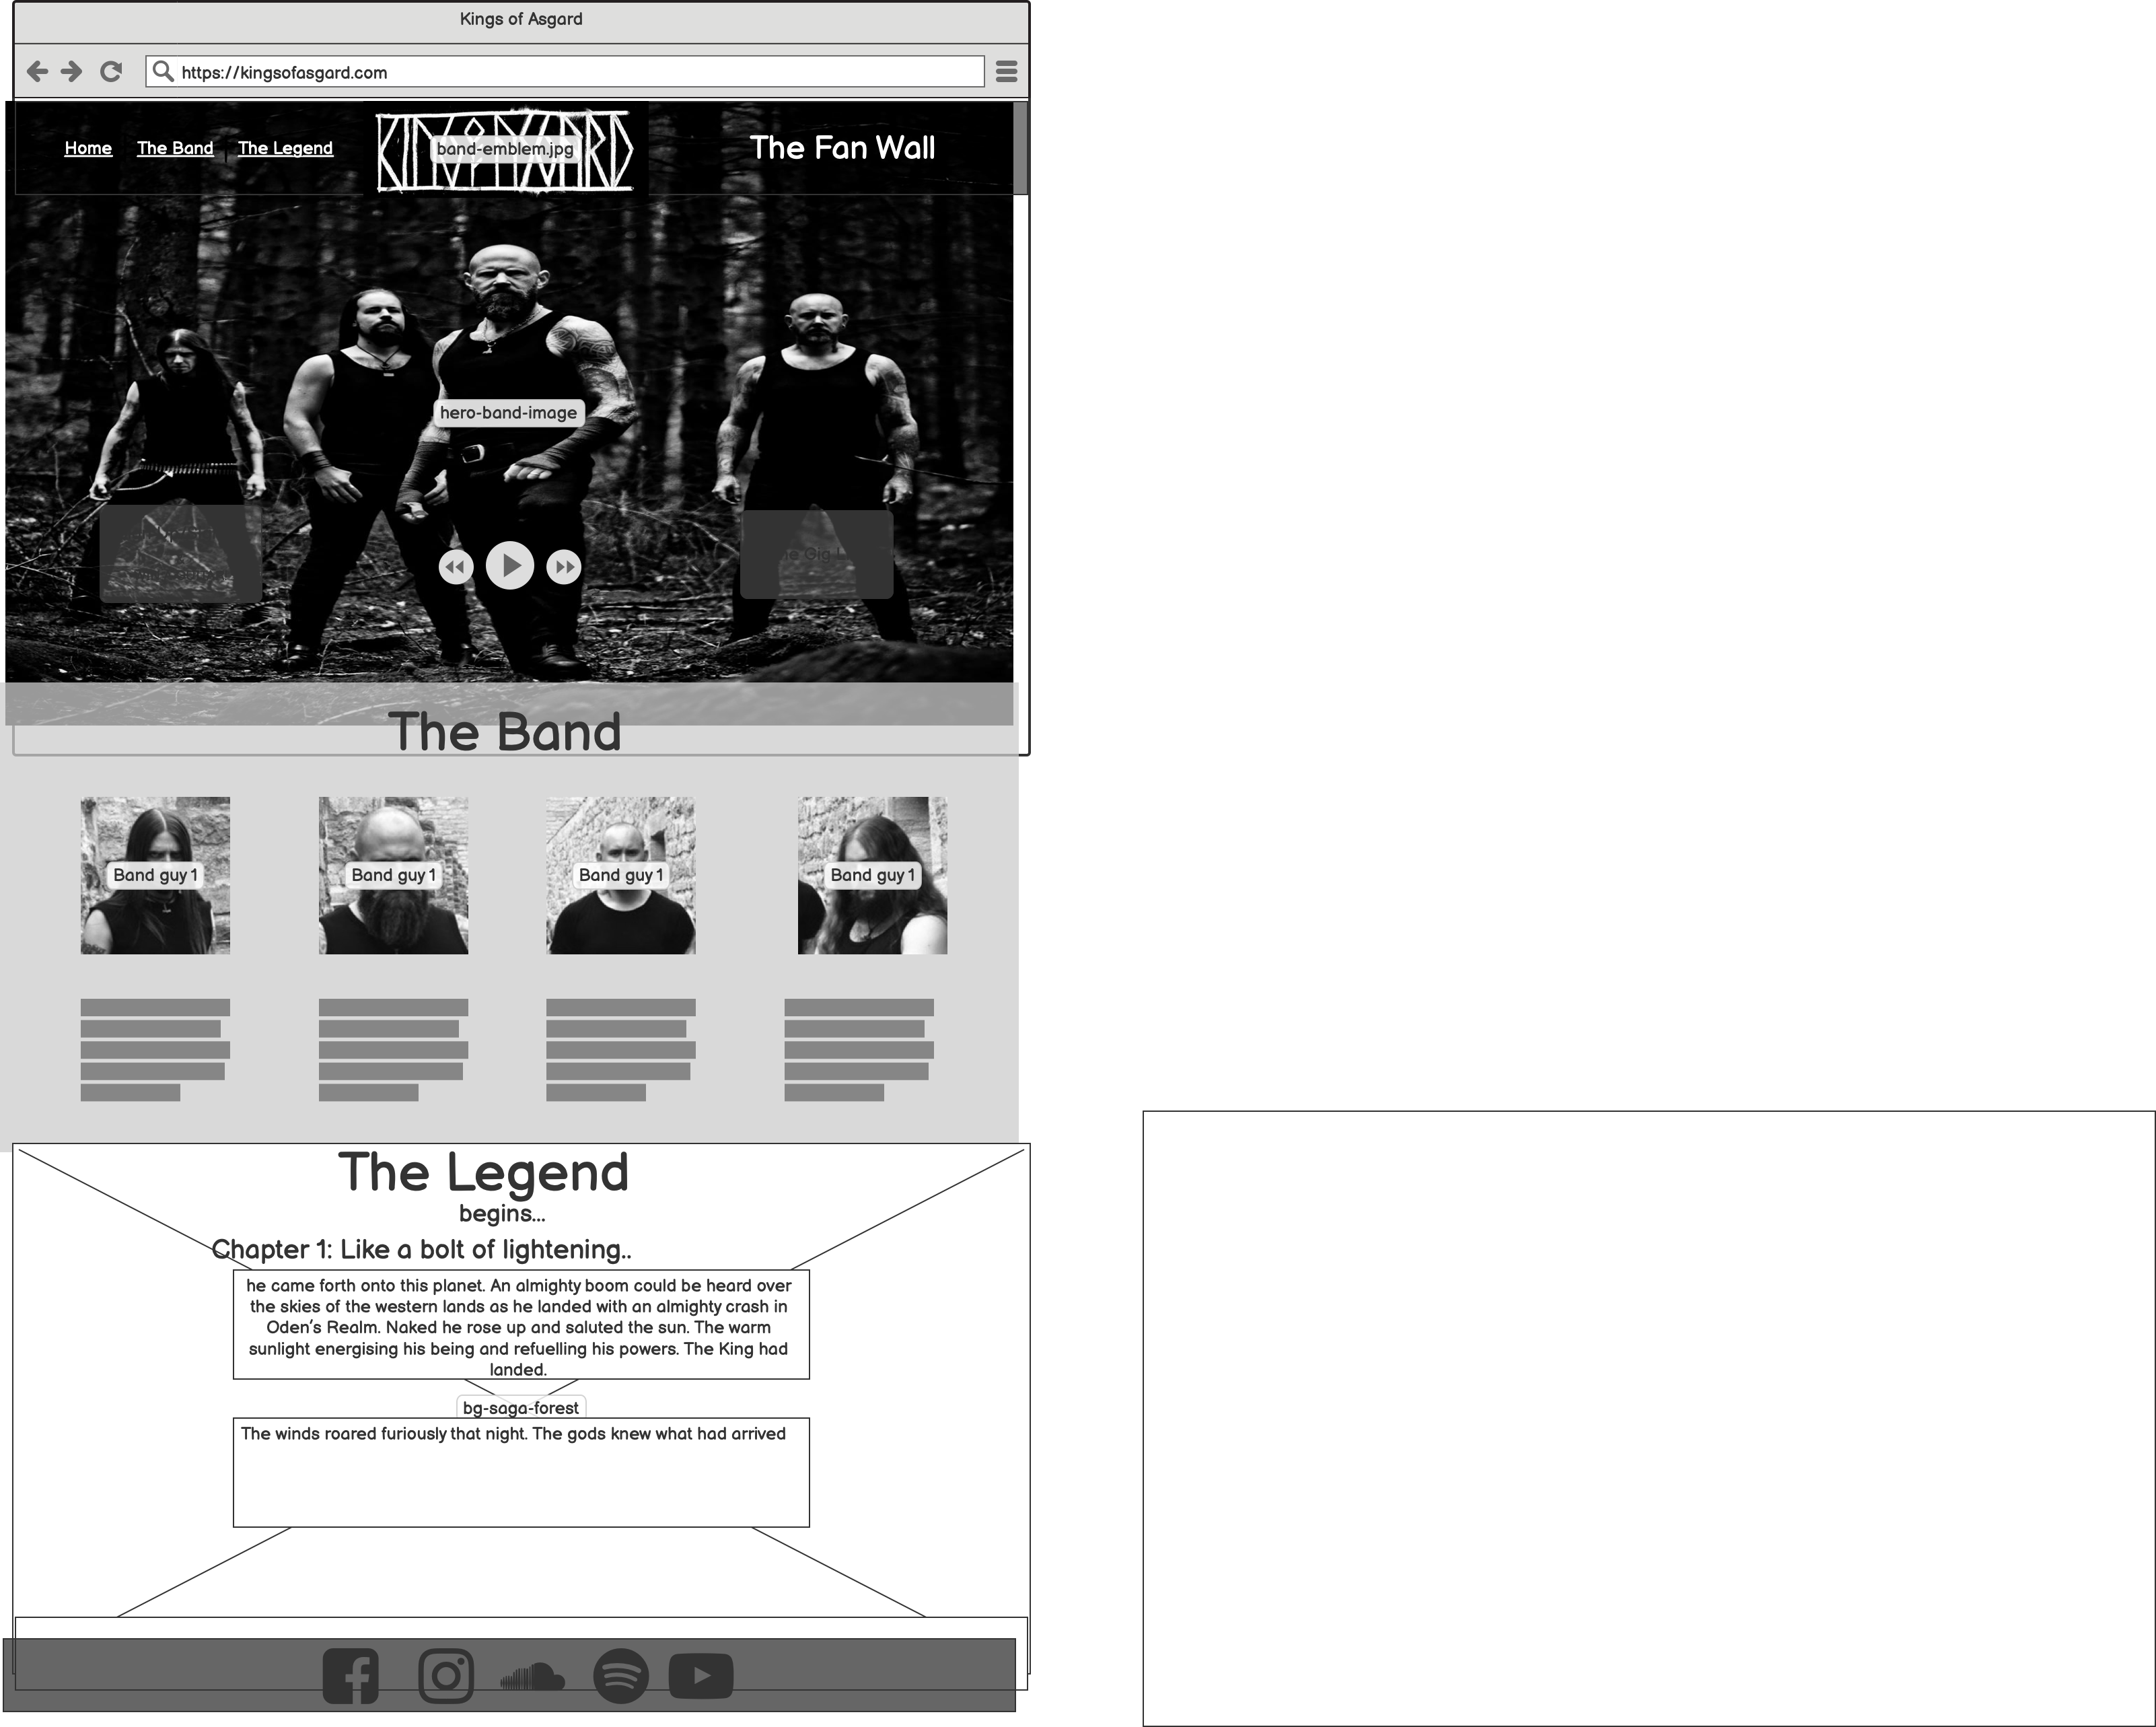 Kings of Asgard
https://kingsofasgard.com
Home The Band The Legend
band-emblem.jpg
The Fan Wall
hero-band-image
The Band
Band guy 1
Band guy 1
Band guy 1
Band guy 1
The Legend
begins...
Chapter 1: Like a bolt of lightening..
he came forth onto this planet. An almighty boom could be heard over
the skies of the western lands as he landed with an almighty crash in
Oden's Realm. Naked he rose up and saluted the sun. The warm
sunlight energising his being and refuelling his powers. The King had
landed.
bg-saga-forest
The winds roared furiously that night. The gods knew what had arrived